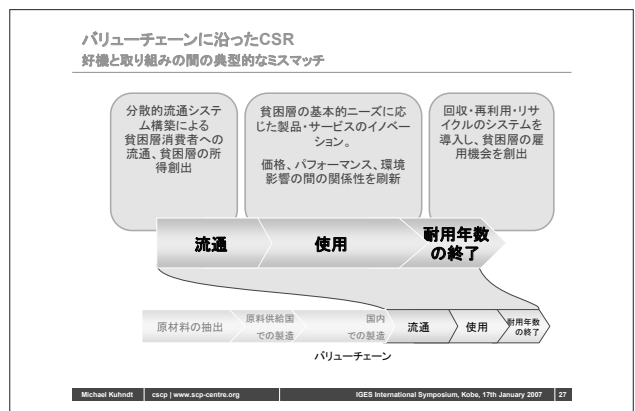 バリューチェーンに沿ったCSR
好機と取り組みの間の典型的なミスマッチ
分散的流通システ
ム構築による
貧困層消費者への
流通、貧困層の所
得創出
貧困層の基本的ニーズに応
じた製品・サービスのイノベー
ション。
価格、パフォーマンス、環境
影響の間の関係性を刷新
回収・再利用・リサ
イクルのシステムを
導入し、貧困層の雇
用機会を創出
流通
使用
耐用年数
の終了
原材料の抽出
原料供給国
での製造
国内
での製造
流通
使用
耐用年数
の終了
バリューチェーン
Michael Kuhndt cscp | www.scp-centre.org IGES International Symposium, Kobe, 17th January 2007 27